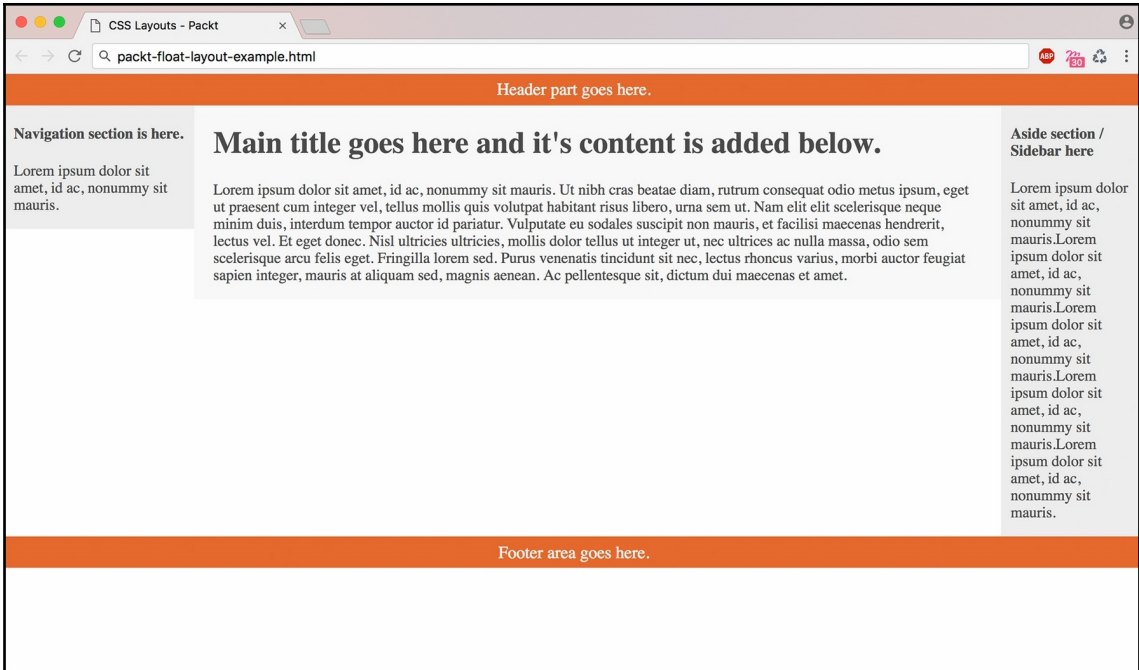 CSS Layouts - Packt
packt-float-layout-example.html
ABP
30
Header part goes here.
Navigation section is here.
Lorem ipsum dolor sit
amet, id ac, nonummy sit
mauris.
Main title goes here and it's content is added below.
Lorem ipsum dolor sit amet, id ac, nonummy sit mauris. Ut nibh cras beatae diam, rutrum consequat odio metus ipsum, eget
ut praesent cum integer vel, tellus mollis quis volutpat habitant risus libero, urna sem ut. Nam elit elit scelerisque neque
minim duis, interdum tempor auctor id pariatur. Vulputate eu sodales suscipit non mauris, et facilisi maecenas hendrerit,
lectus vel. Et eget donec. Nisl ultricies ultricies, mollis dolor tellus ut integer ut, nec ultrices ac nulla massa, odio sem
scelerisque arcu felis eget. Fringilla lorem sed. Purus venenatis tincidunt sit nec, lectus rhoncus varius, morbi auctor feugiat
sapien integer, mauris at aliquam sed, magnis aenean. Ac pellentesque sit, dictum dui maecenas et amet.
Aside section /
Sidebar here
Lorem ipsum dolor
sit amet, id ac,
nonummy sit
mauris.Lorem
ipsum dolor sit
amet, id ac,
nonummy sit
mauris.Lorem
ipsum dolor sit
amet, id ac,
nonummy sit
mauris.Lorem
ipsum dolor sit
amet, id ac,
nonummy sit
mauris.Lorem
ipsum dolor sit
amet, id ac,
nonummy sit
mauris.
Footer area goes here.